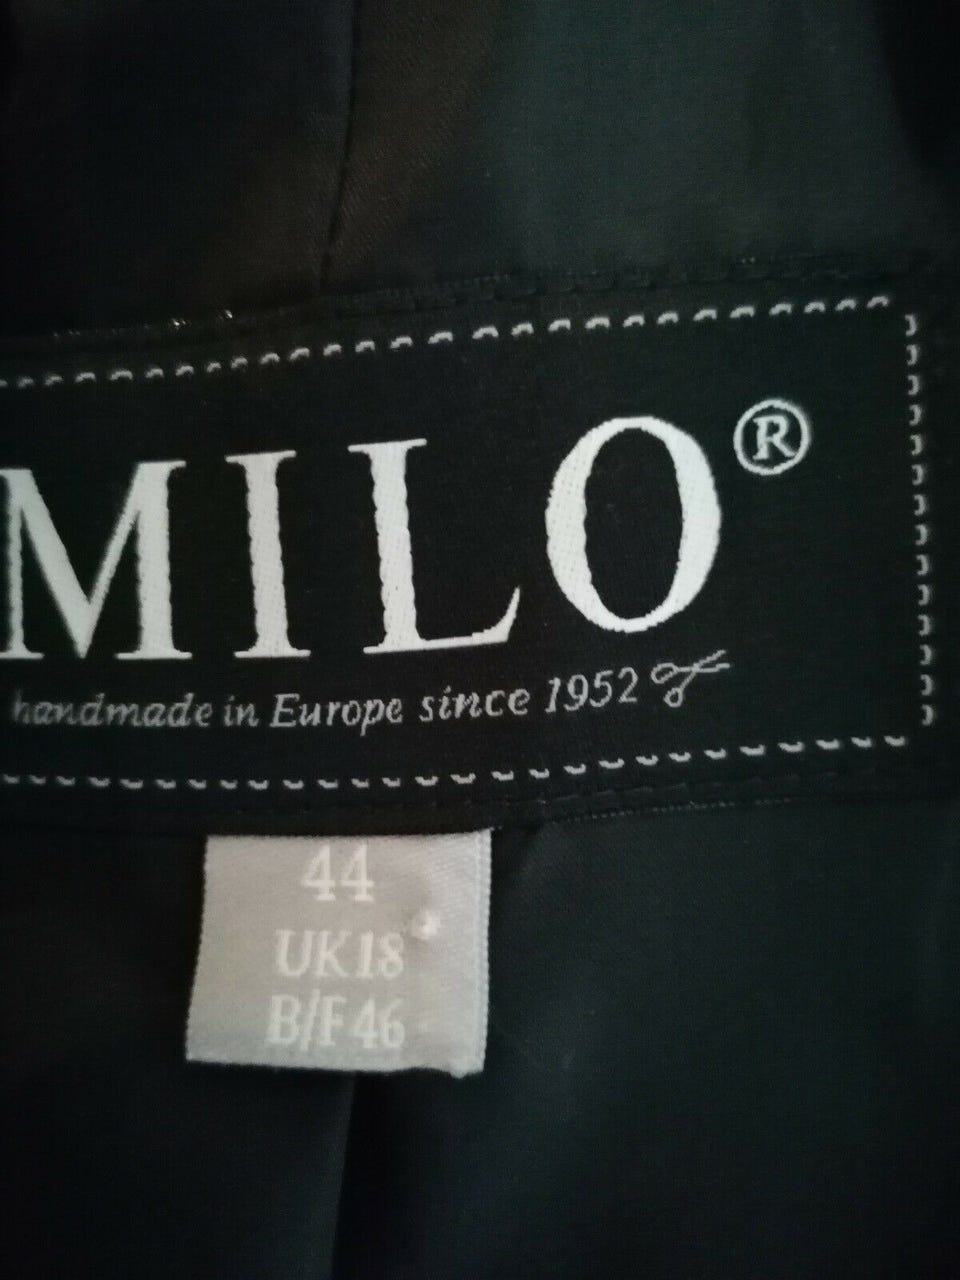 MILO®
handmade in Europe since 1952
44
UK18
B/F46